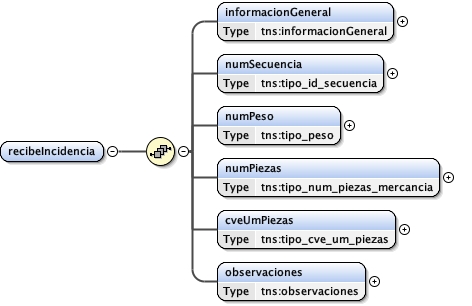 informacionGeneral
Type tns:informacionGeneral
numSecuencia
Type tns:tipo_id_secuencia
numPeso
Type tns:tipo_peso
recibeIncidencia
numPiezas
Type tns:tipo_num_piezas_mercancia
cveUmPiezas
Type tns:tipo_cve_um_piezas
observaciones
Type tns:observaciones